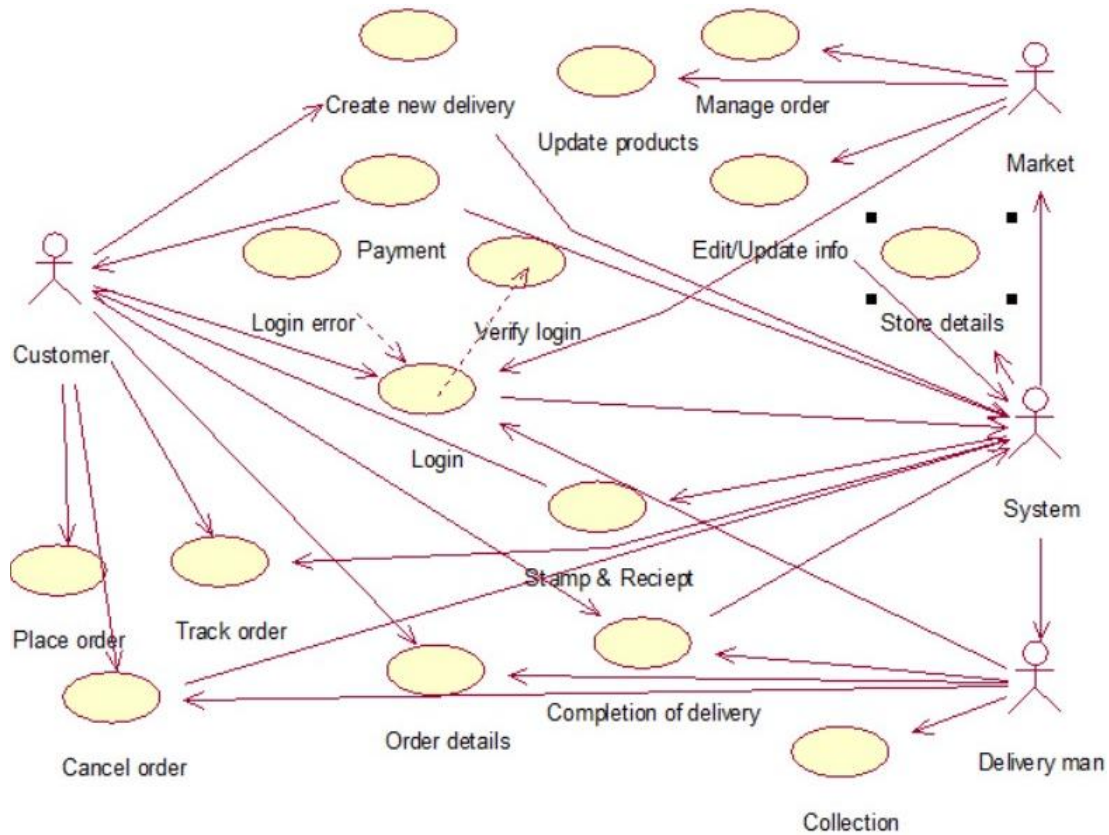 Create new delivery
Manage order
Update products
Market
Payment
Edit/Update info
Login error
Verify login
Store details
Customer
Login
System
Stamp & Reciept
Place order
Track order
Completion of delivery
Order details
Cancel order
Delivery man
Collection